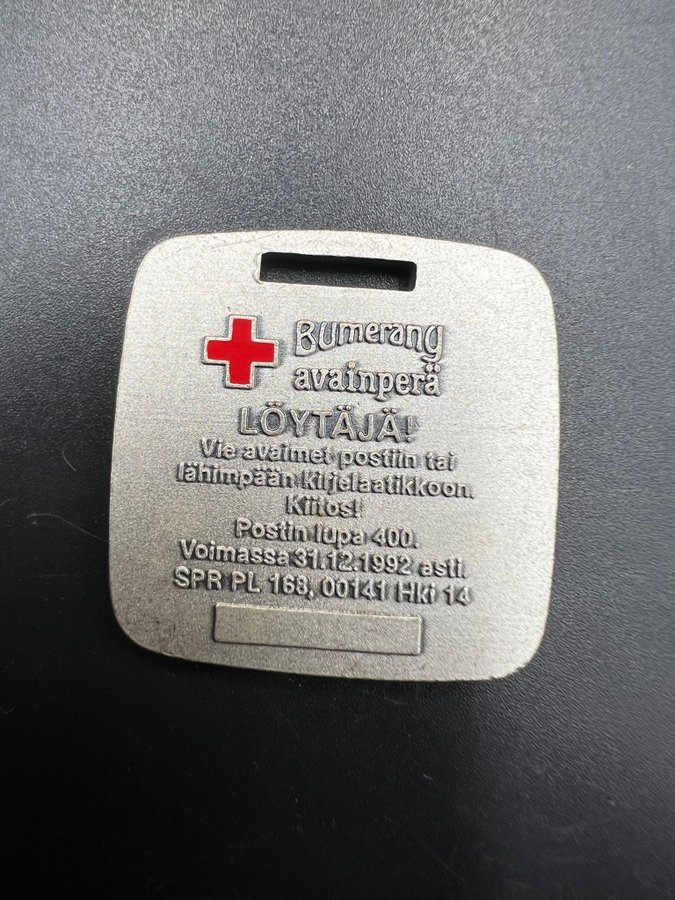 Bumerang
avainperä
LÖYTÄJÄ!
Vie avaimet postiin tai
lähimpään kirjelaatikkoon.
Kiitos!
Postin lupa 400.
Voimassa 31.12.1992 asti.
SPR PL 168, 00141 Hki 14